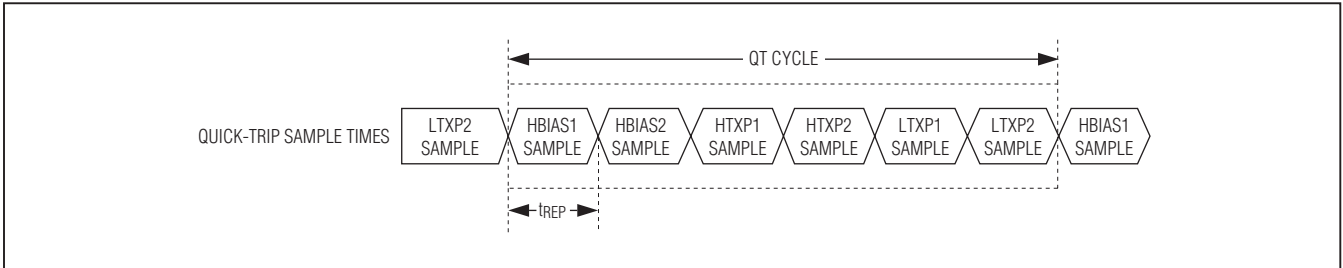 QT CYCLE
QUICK-TRIP SAMPLE TIMES
LTXP2
SAMPLE
HBIAS1
SAMPLE
HBIAS2
SAMPLE
HTXP1
SAMPLE
HTXP2
SAMPLE
LTXP1
SAMPLE
LTXP2
SAMPLE
HBIAS1
SAMPLE
tREP